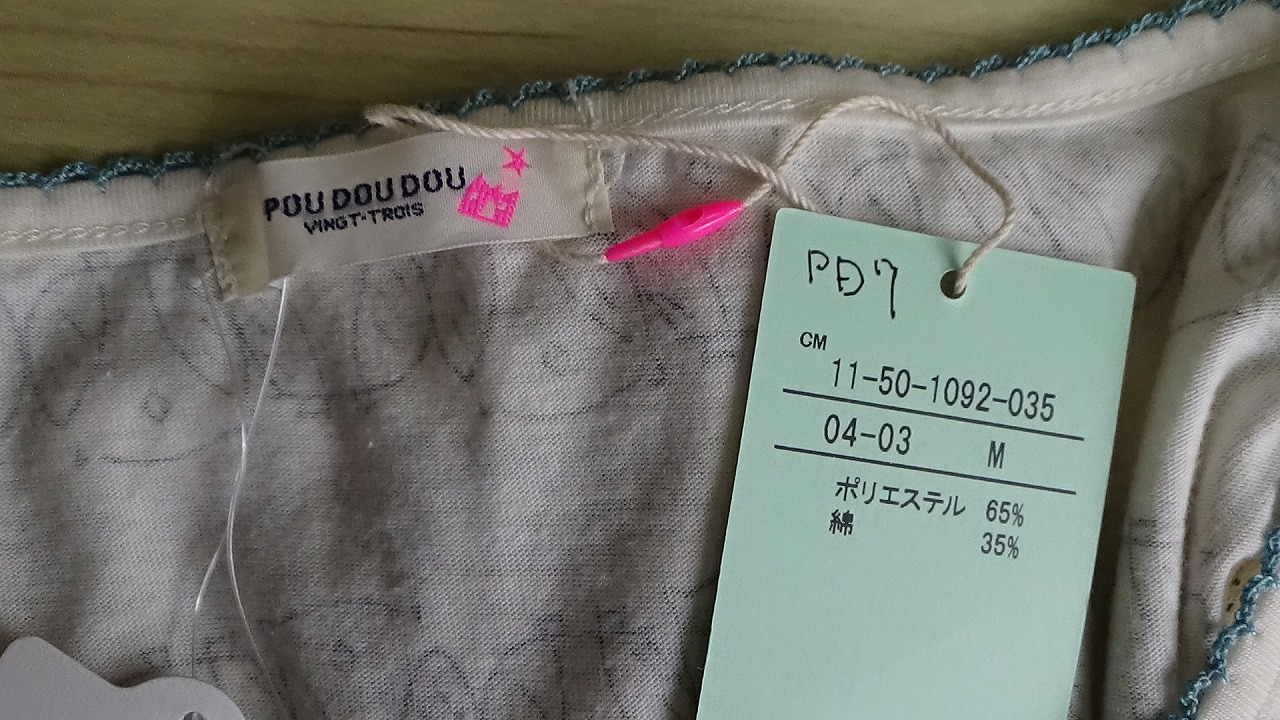 POU DOU DOU
VINGT-TROIS
PD7
CM
11-50-1092-035
04-03 M
ポリエステル 65%
綿 35%